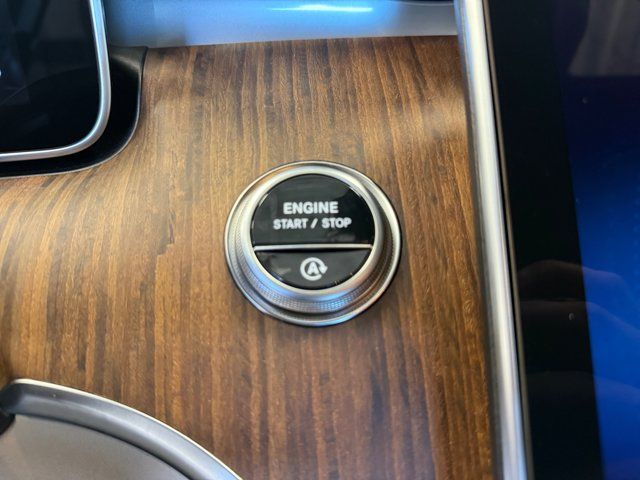 ENGINE
START / STOP
A